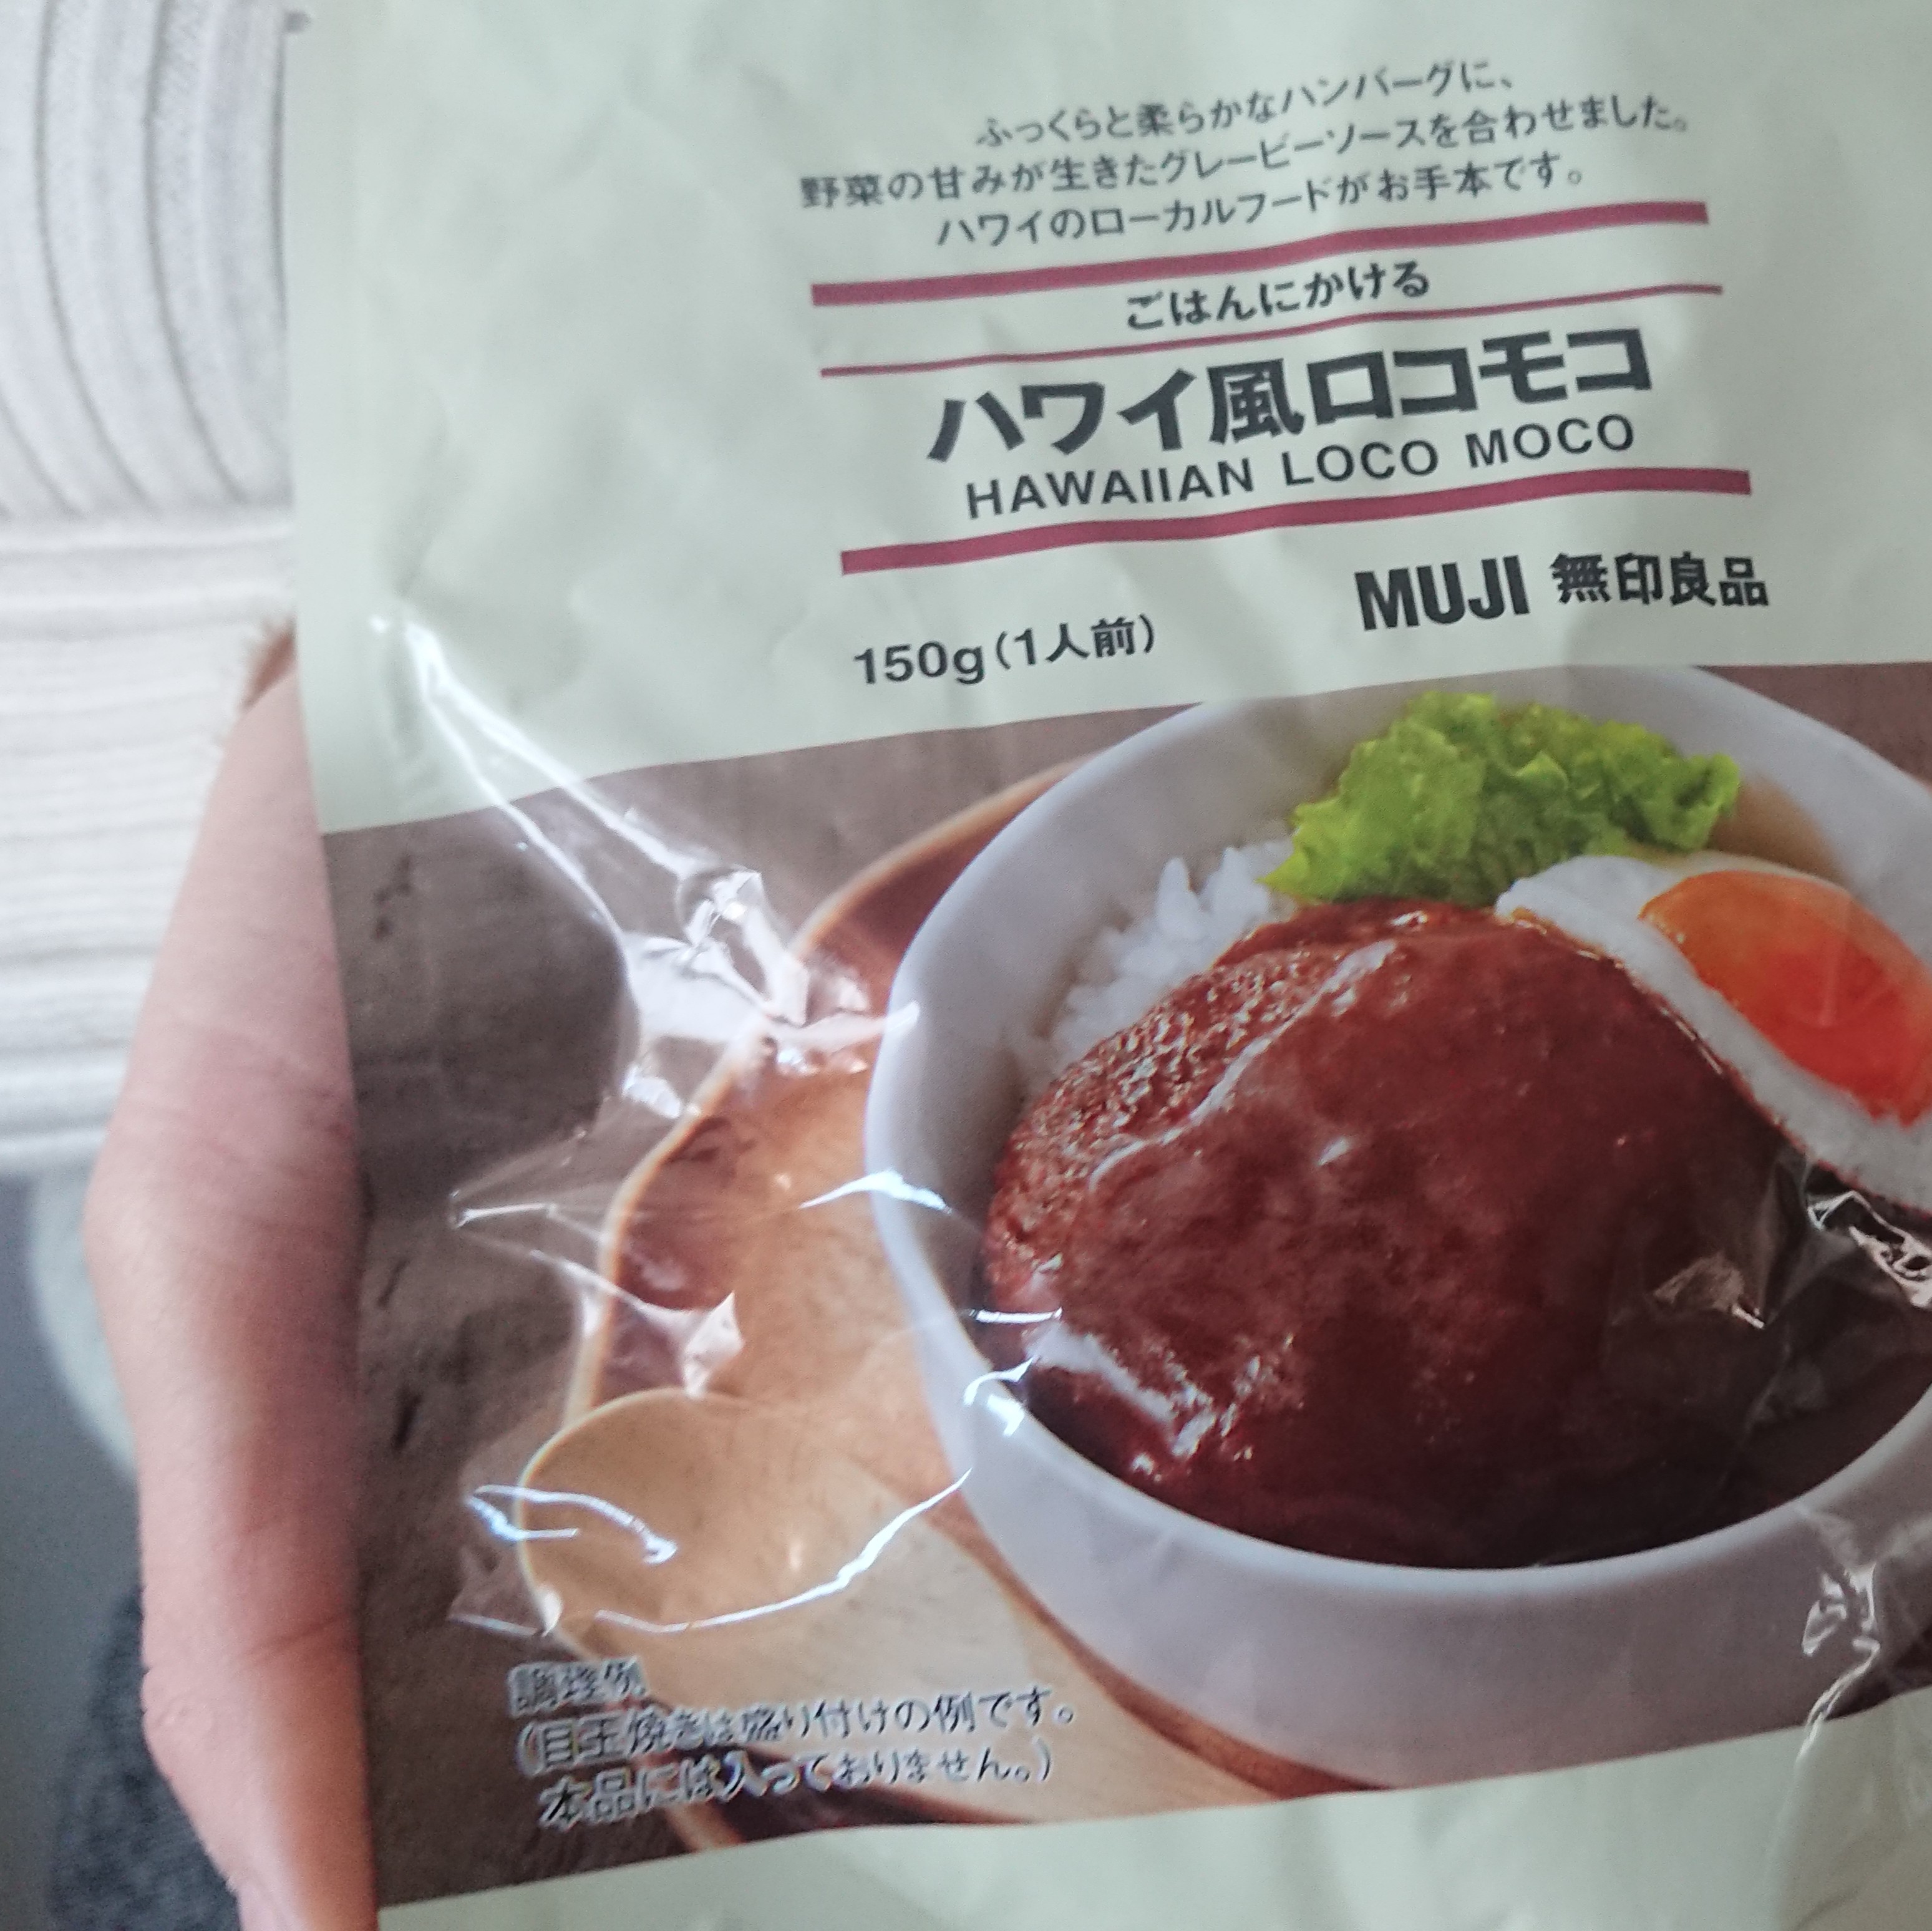 ふっくらと柔らかなハンバーグに、
野菜の甘みが生きたグレービーソースを合わせました。
ハワイのローカルフードがお手本です。
ごはんにかける
ハワイ風ロコモコ
HAWAIIAN LOCO MOCO
MUJI 無印良品
150g(1人前)
調理例
(目玉焼きは盛り付けの例です。
本品には入っておりません。)